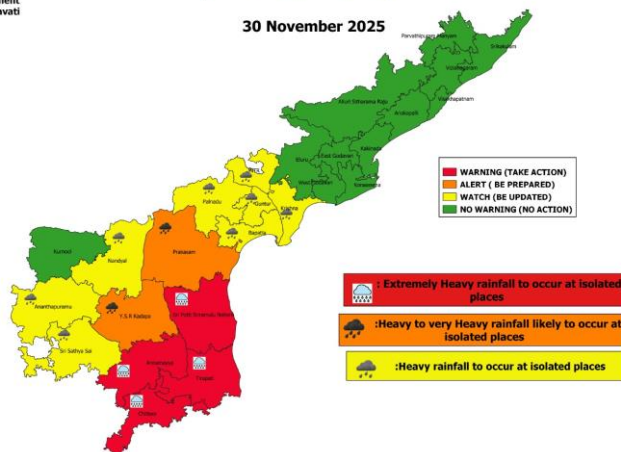 30 November 2025
Parvathipuram Manyam
Srikakulam
Vizianagaram
Visakhapatnam
Alluri Sitharama Raju
Anakapalli
Kakinada
East Godavari
Eluru
West Godavari
Konaseema
Krishna
Guntur
Palnadu
Bapatla
Prakasam
Kurnool
Nandyal
Ananthapuramu
Sri Sathya Sai
Y.S.R Kadapa
Sri Potti Sriramulu Nellore
Annamayya
Tirupati
Chittoor
WARNING (TAKE ACTION)
ALERT ( BE PREPARED)
WATCH (BE UPDATED)
NO WARNING (NO ACTION)
: Extremely Heavy rainfall to occur at isolated
places
:Heavy to very Heavy rainfall likely to occur at
isolated places
:Heavy rainfall to occur at isolated places